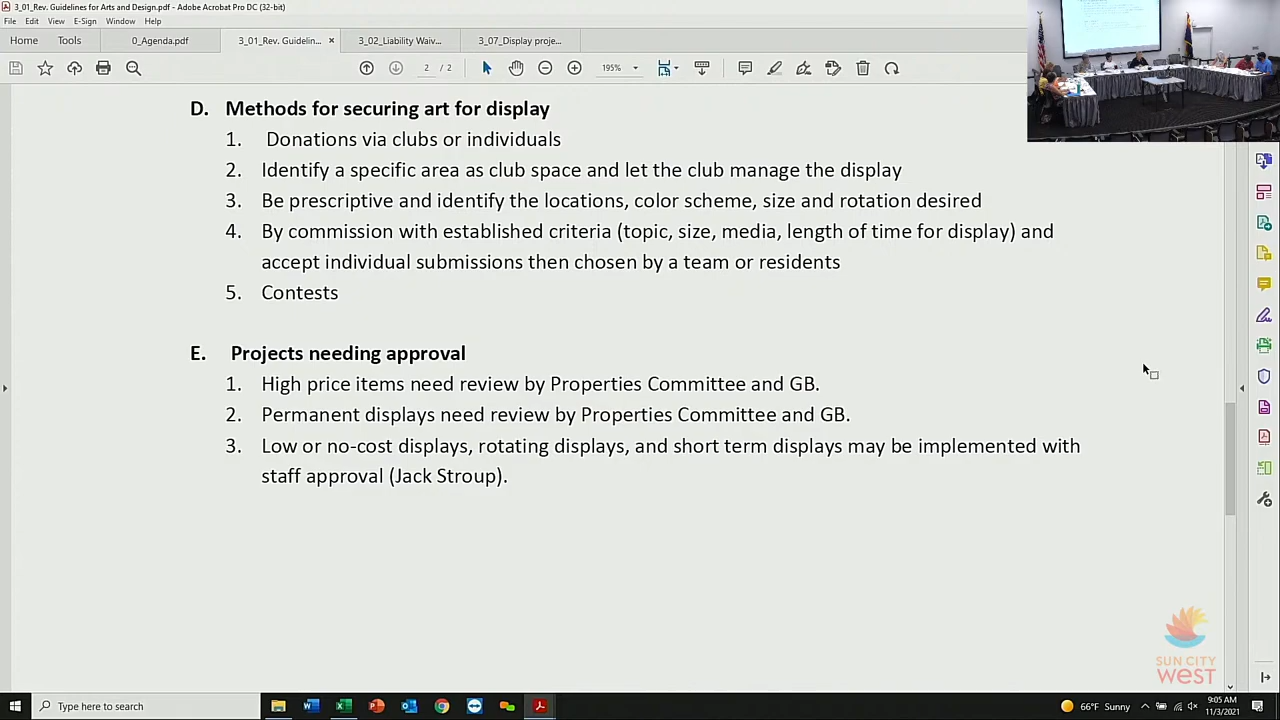 3_01_Rev. Guidelines for Arts and Design.pdf - Adobe Acrobat Pro DC (32-bit)
File Edit View E-Sign Window Help
Home Tools 0_Agenda.pdf 3_01_Rev. Guidelin... × 3_02_Liability Waiv... 3_07_Display proje...
2 / 2 195%
D. Methods for securing art for display
1. Donations via clubs or individuals
2. Identify a specific area as club space and let the club manage the display
3. Be prescriptive and identify the locations, color scheme, size and rotation desired
4. By commission with established criteria (topic, size, media, length of time for display) and
accept individual submissions then chosen by a team or residents
5. Contests
E. Projects needing approval
1. High price items need review by Properties Committee and GB.
2. Permanent displays need review by Properties Committee and GB.
3. Low or no-cost displays, rotating displays, and short term displays may be implemented with
staff approval (Jack Stroup).
SUN CITY
WEST
Type here to search
66°F Sunny
9:05 AM
11/3/2021